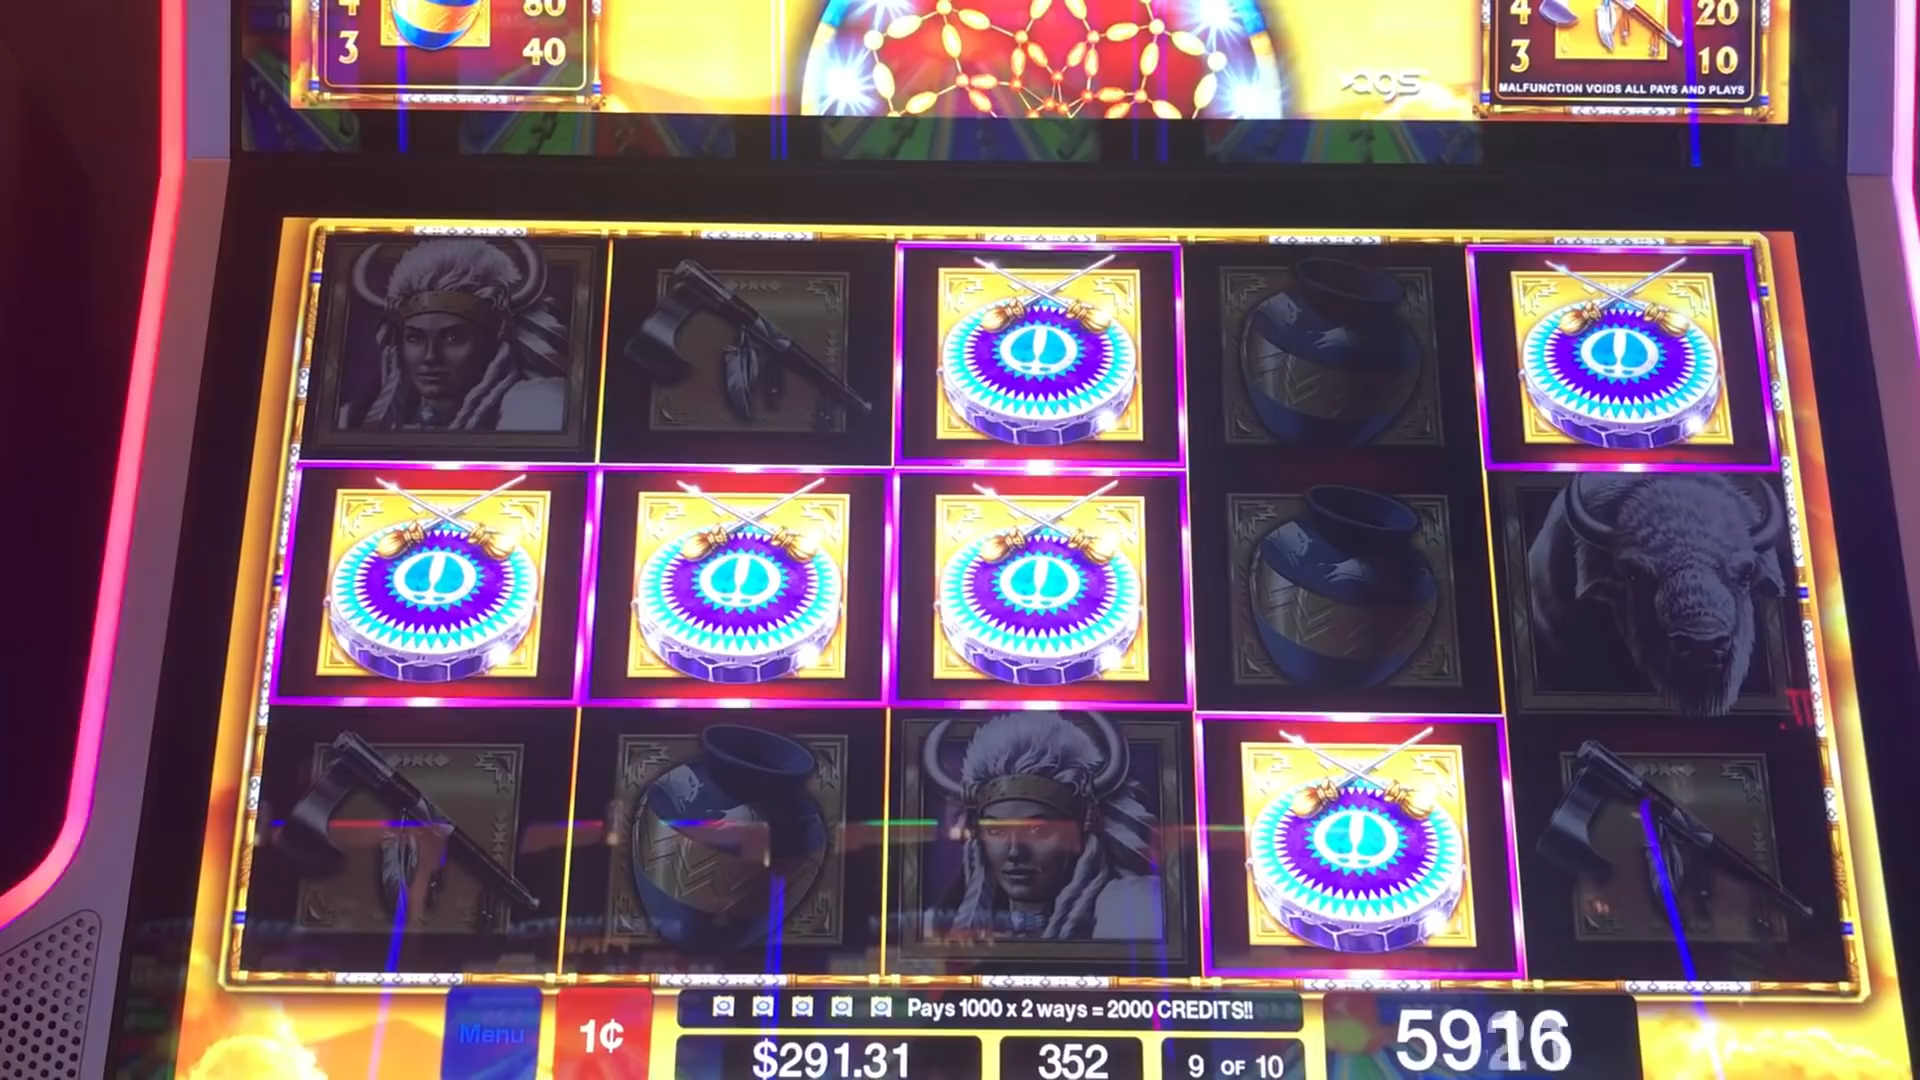 4 80
3 40
ags
4 20
3 10
MALFUNCTION VOIDS ALL PAYS AND PLAYS
Pays 1000 x 2 ways = 2000 CREDITS!!
Menu
1¢
$291.31
352
9 OF 10